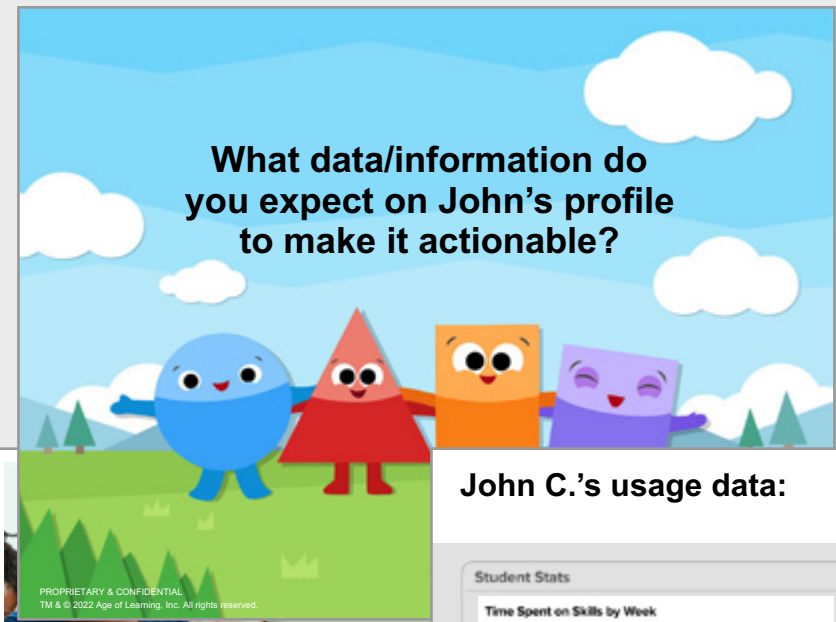 What data/information do
you expect on John’s profile
to make it actionable?
John C.’s usage data:
Student Stats
Time Spent on Skills by Week
PROPRIETARY & CONFIDENTIAL
TM & © 2022 Age of Learning, Inc. All rights reserved.